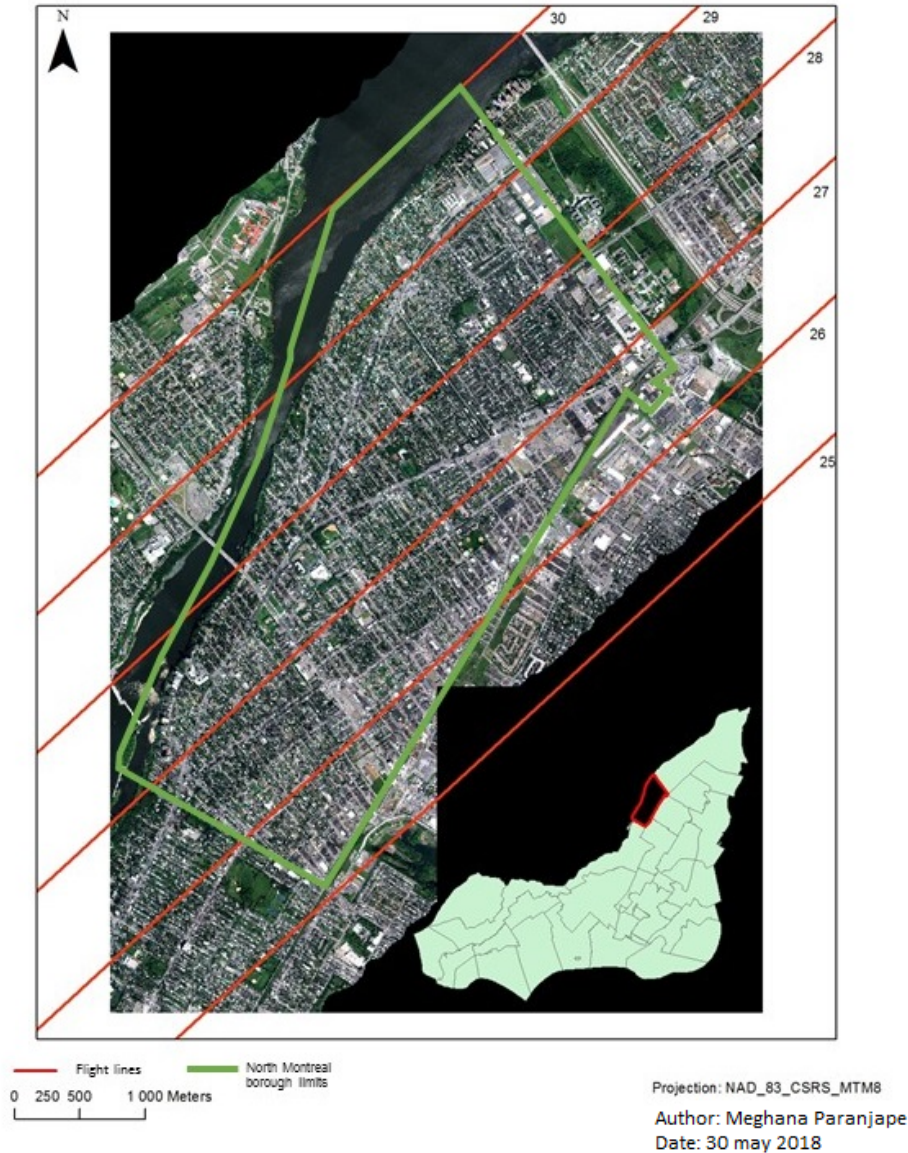 N
30
29
28
27
26
25
Flight lines
North Montreal
borough limits
0 250 500 1 000 Meters
Projection: NAD_83_CSRS_MTM8
Author: Meghana Paranjape
Date: 30 may 2018